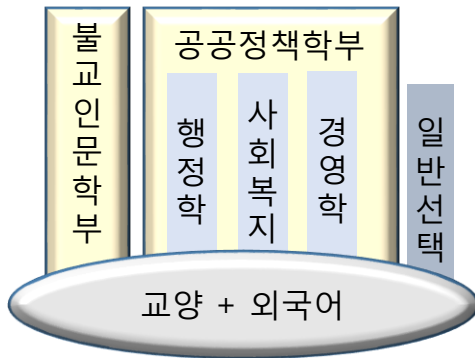 불교인문학부
공공정책학부
행정학
사회복지
경영학
일반선택
교양 + 외국어